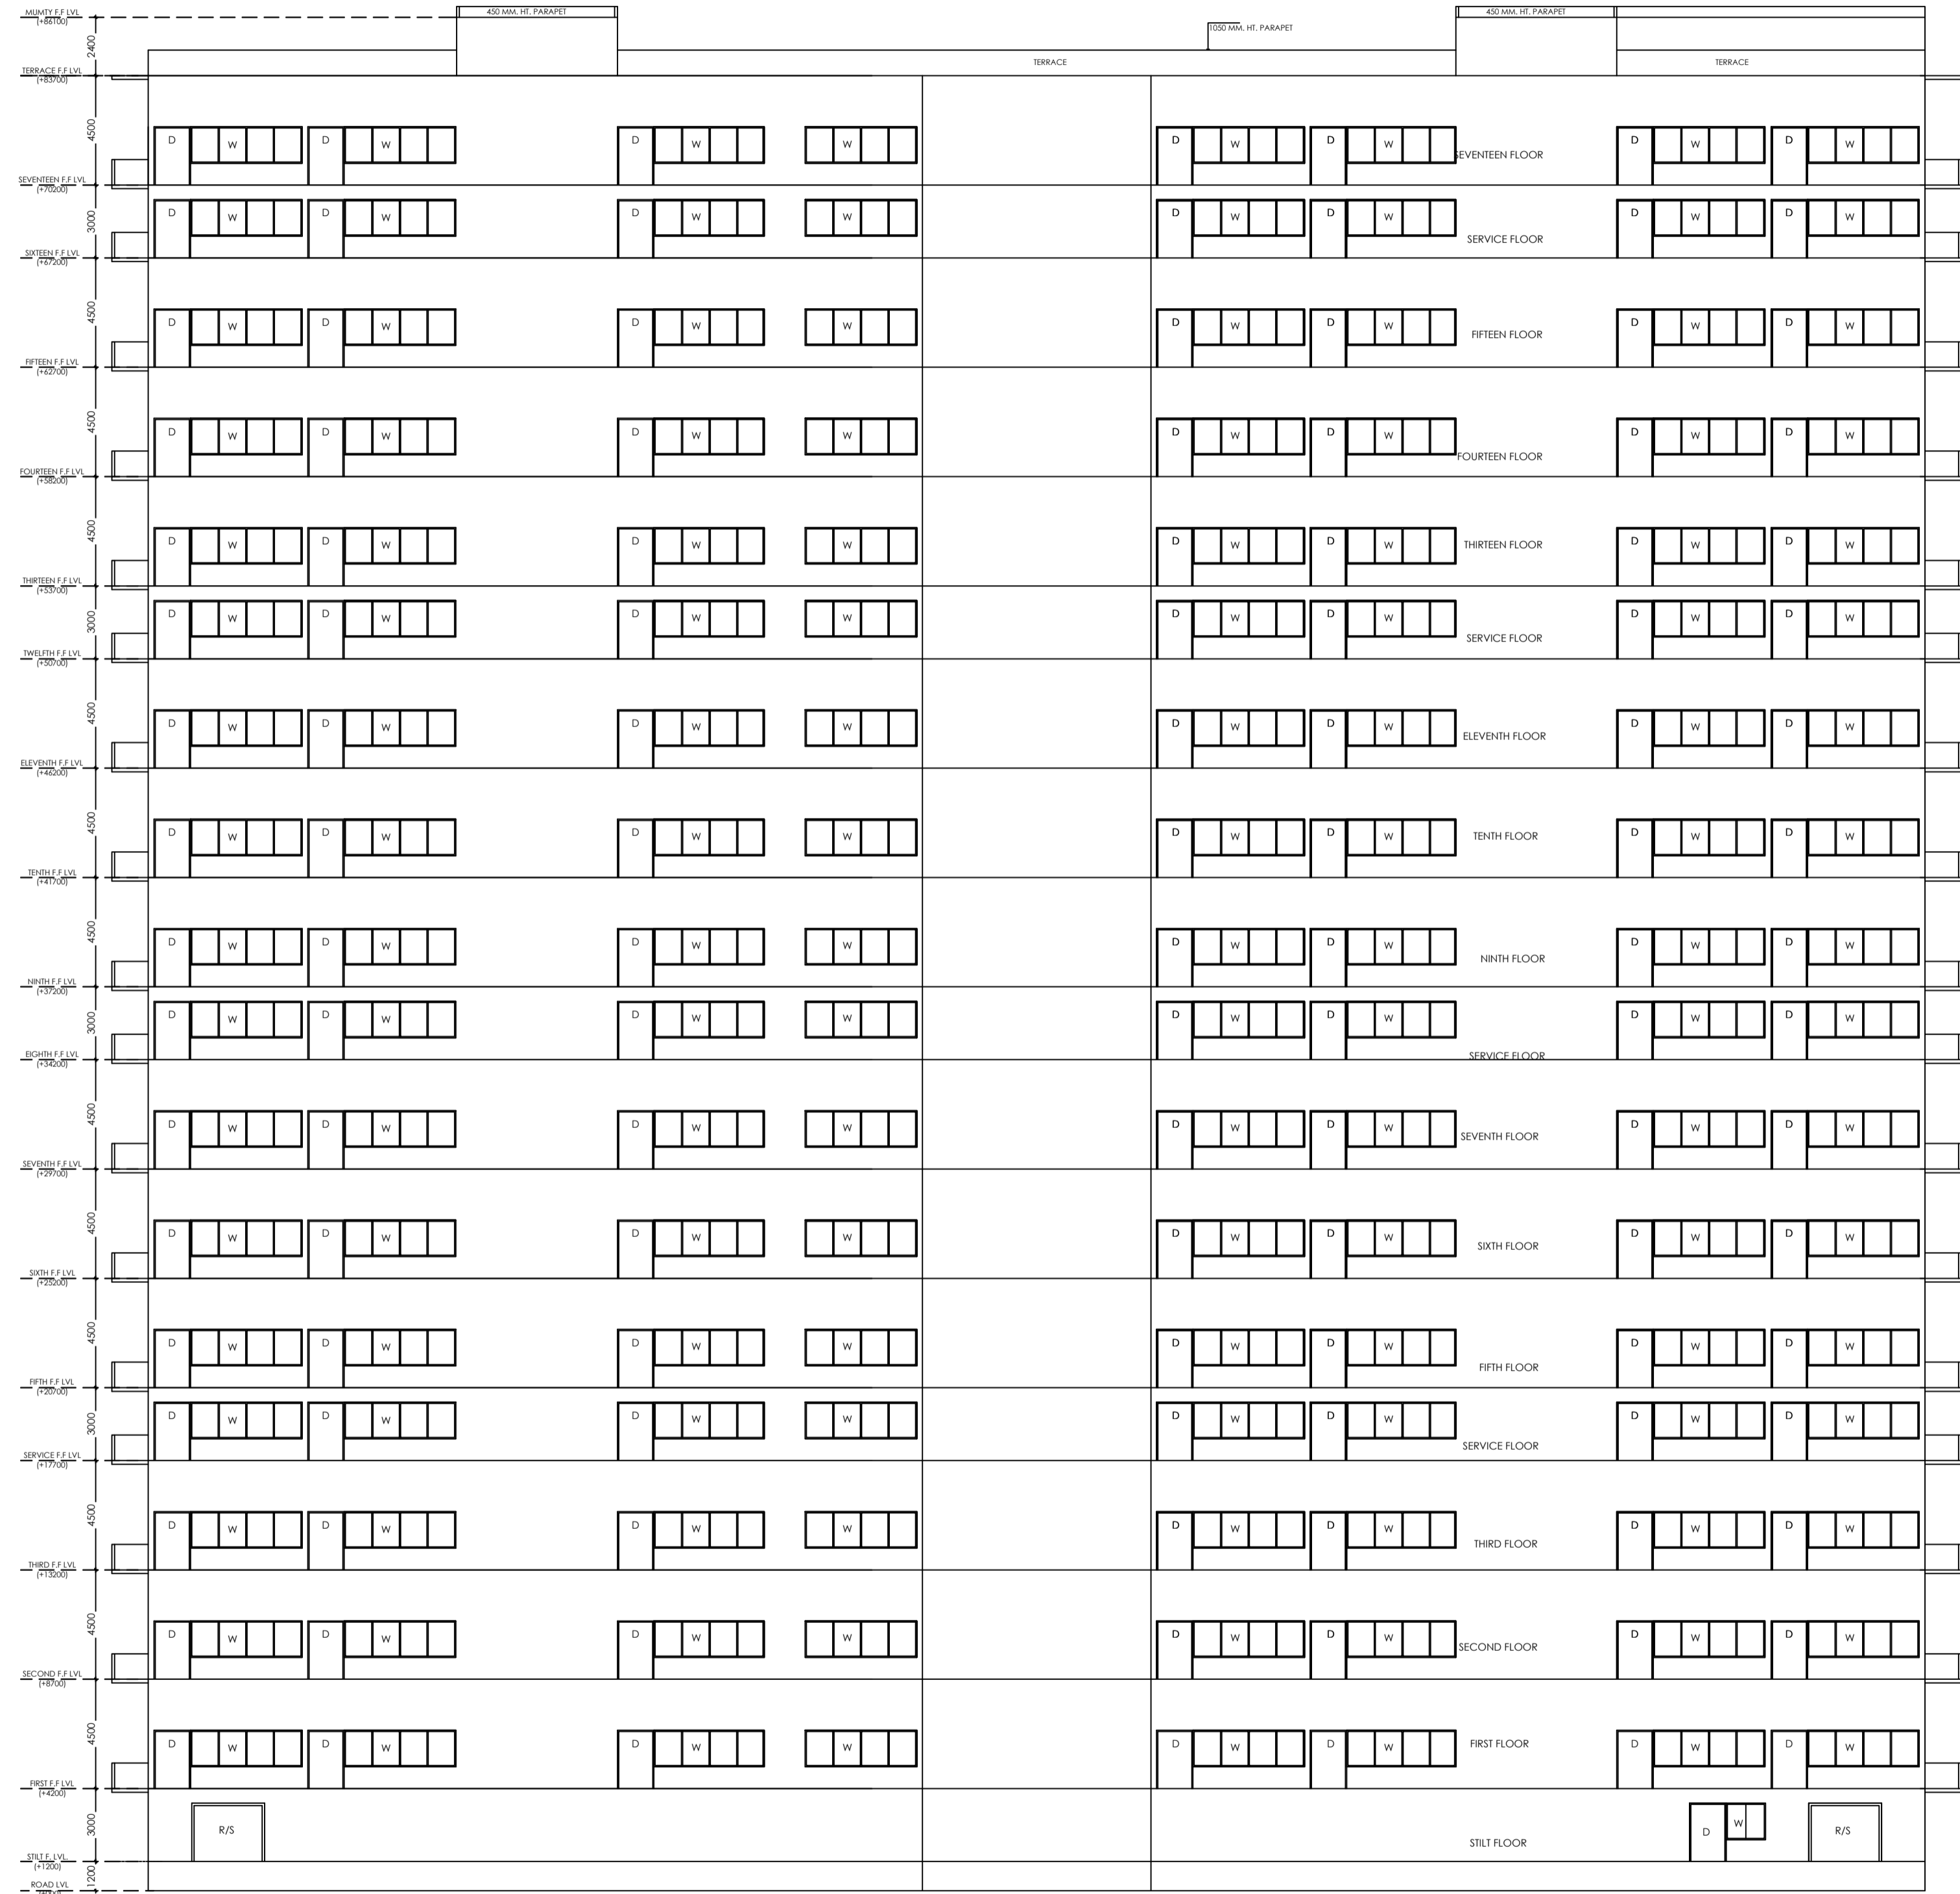 MUMTY F.F LVL
(+86100)
450 MM. HT. PARAPET
450 MM. HT. PARAPET
1050 MM. HT. PARAPET
2400
TERRACE
TERRACE
TERRACE F.F LVL
(+83700)
4500
D W D W D W W D W D W D W D W
SEVENTEEN FLOOR
SEVENTEEN F.F LVL
(+70200)
3000
D W D W D W W D W D W D W D W
SERVICE FLOOR
SIXTEEN F.F LVL
(+67200)
4500
D W D W D W W D W D W D W D W
FIFTEEN FLOOR
FIFTEEN F.F LVL
(+62700)
4500
D W D W D W W D W D W D W D W
FOURTEEN FLOOR
FOURTEEN F.F LVL
(+58200)
4500
D W D W D W W D W D W D W D W
THIRTEEN FLOOR
THIRTEEN F.F LVL
(+53700)
3000
D W D W D W W D W D W D W D W
SERVICE FLOOR
TWELFTH F.F LVL
(+50700)
4500
D W D W D W W D W D W D W D W
ELEVENTH FLOOR
ELEVENTH F.F LVL
(+46200)
4500
D W D W D W W D W D W D W D W
TENTH FLOOR
TENTH F.F LVL
(+41700)
4500
D W D W D W W D W D W D W D W
NINTH FLOOR
NINTH F.F LVL
(+37200)
3000
D W D W D W W D W D W D W D W
SERVICE FLOOR
EIGHTH F.F LVL
(+34200)
4500
D W D W D W W D W D W D W D W
SEVENTH FLOOR
SEVENTH F.F LVL
(+29700)
4500
D W D W D W W D W D W D W D W
SIXTH FLOOR
SIXTH F.F LVL
(+25200)
4500
D W D W D W W D W D W D W D W
FIFTH FLOOR
FIFTH F.F LVL
(+20700)
3000
D W D W D W W D W D W D W D W
SERVICE FLOOR
SERVICE F.F LVL
(+17700)
4500
D W D W D W W D W D W D W D W
THIRD FLOOR
THIRD F.F LVL
(+13200)
4500
D W D W D W W D W D W D W D W
SECOND FLOOR
SECOND F.F LVL
(+8700)
4500
D W D W D W W D W D W D W D W
FIRST FLOOR
FIRST F.F LVL
(+4200)
3000
R/S D W R/S
STILT FLOOR
STILT F. LVL.
(+1200)
1200
ROAD LVL